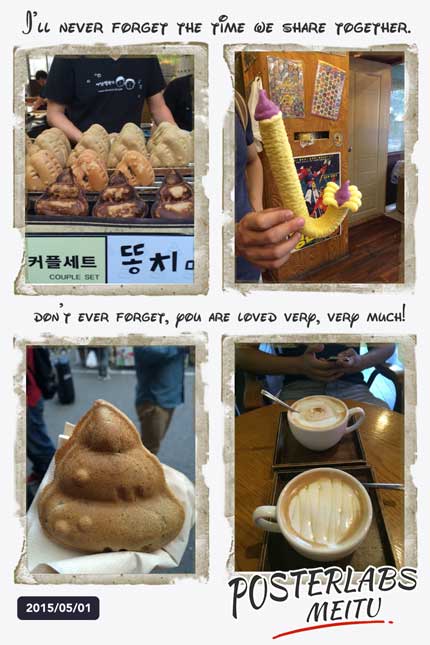 I'll never forget the time we share together.
커플세트
COUPLE SET
똥치
don't ever forget, you are loved very, very much!
2015/05/01
POSTERLABS
MEITU